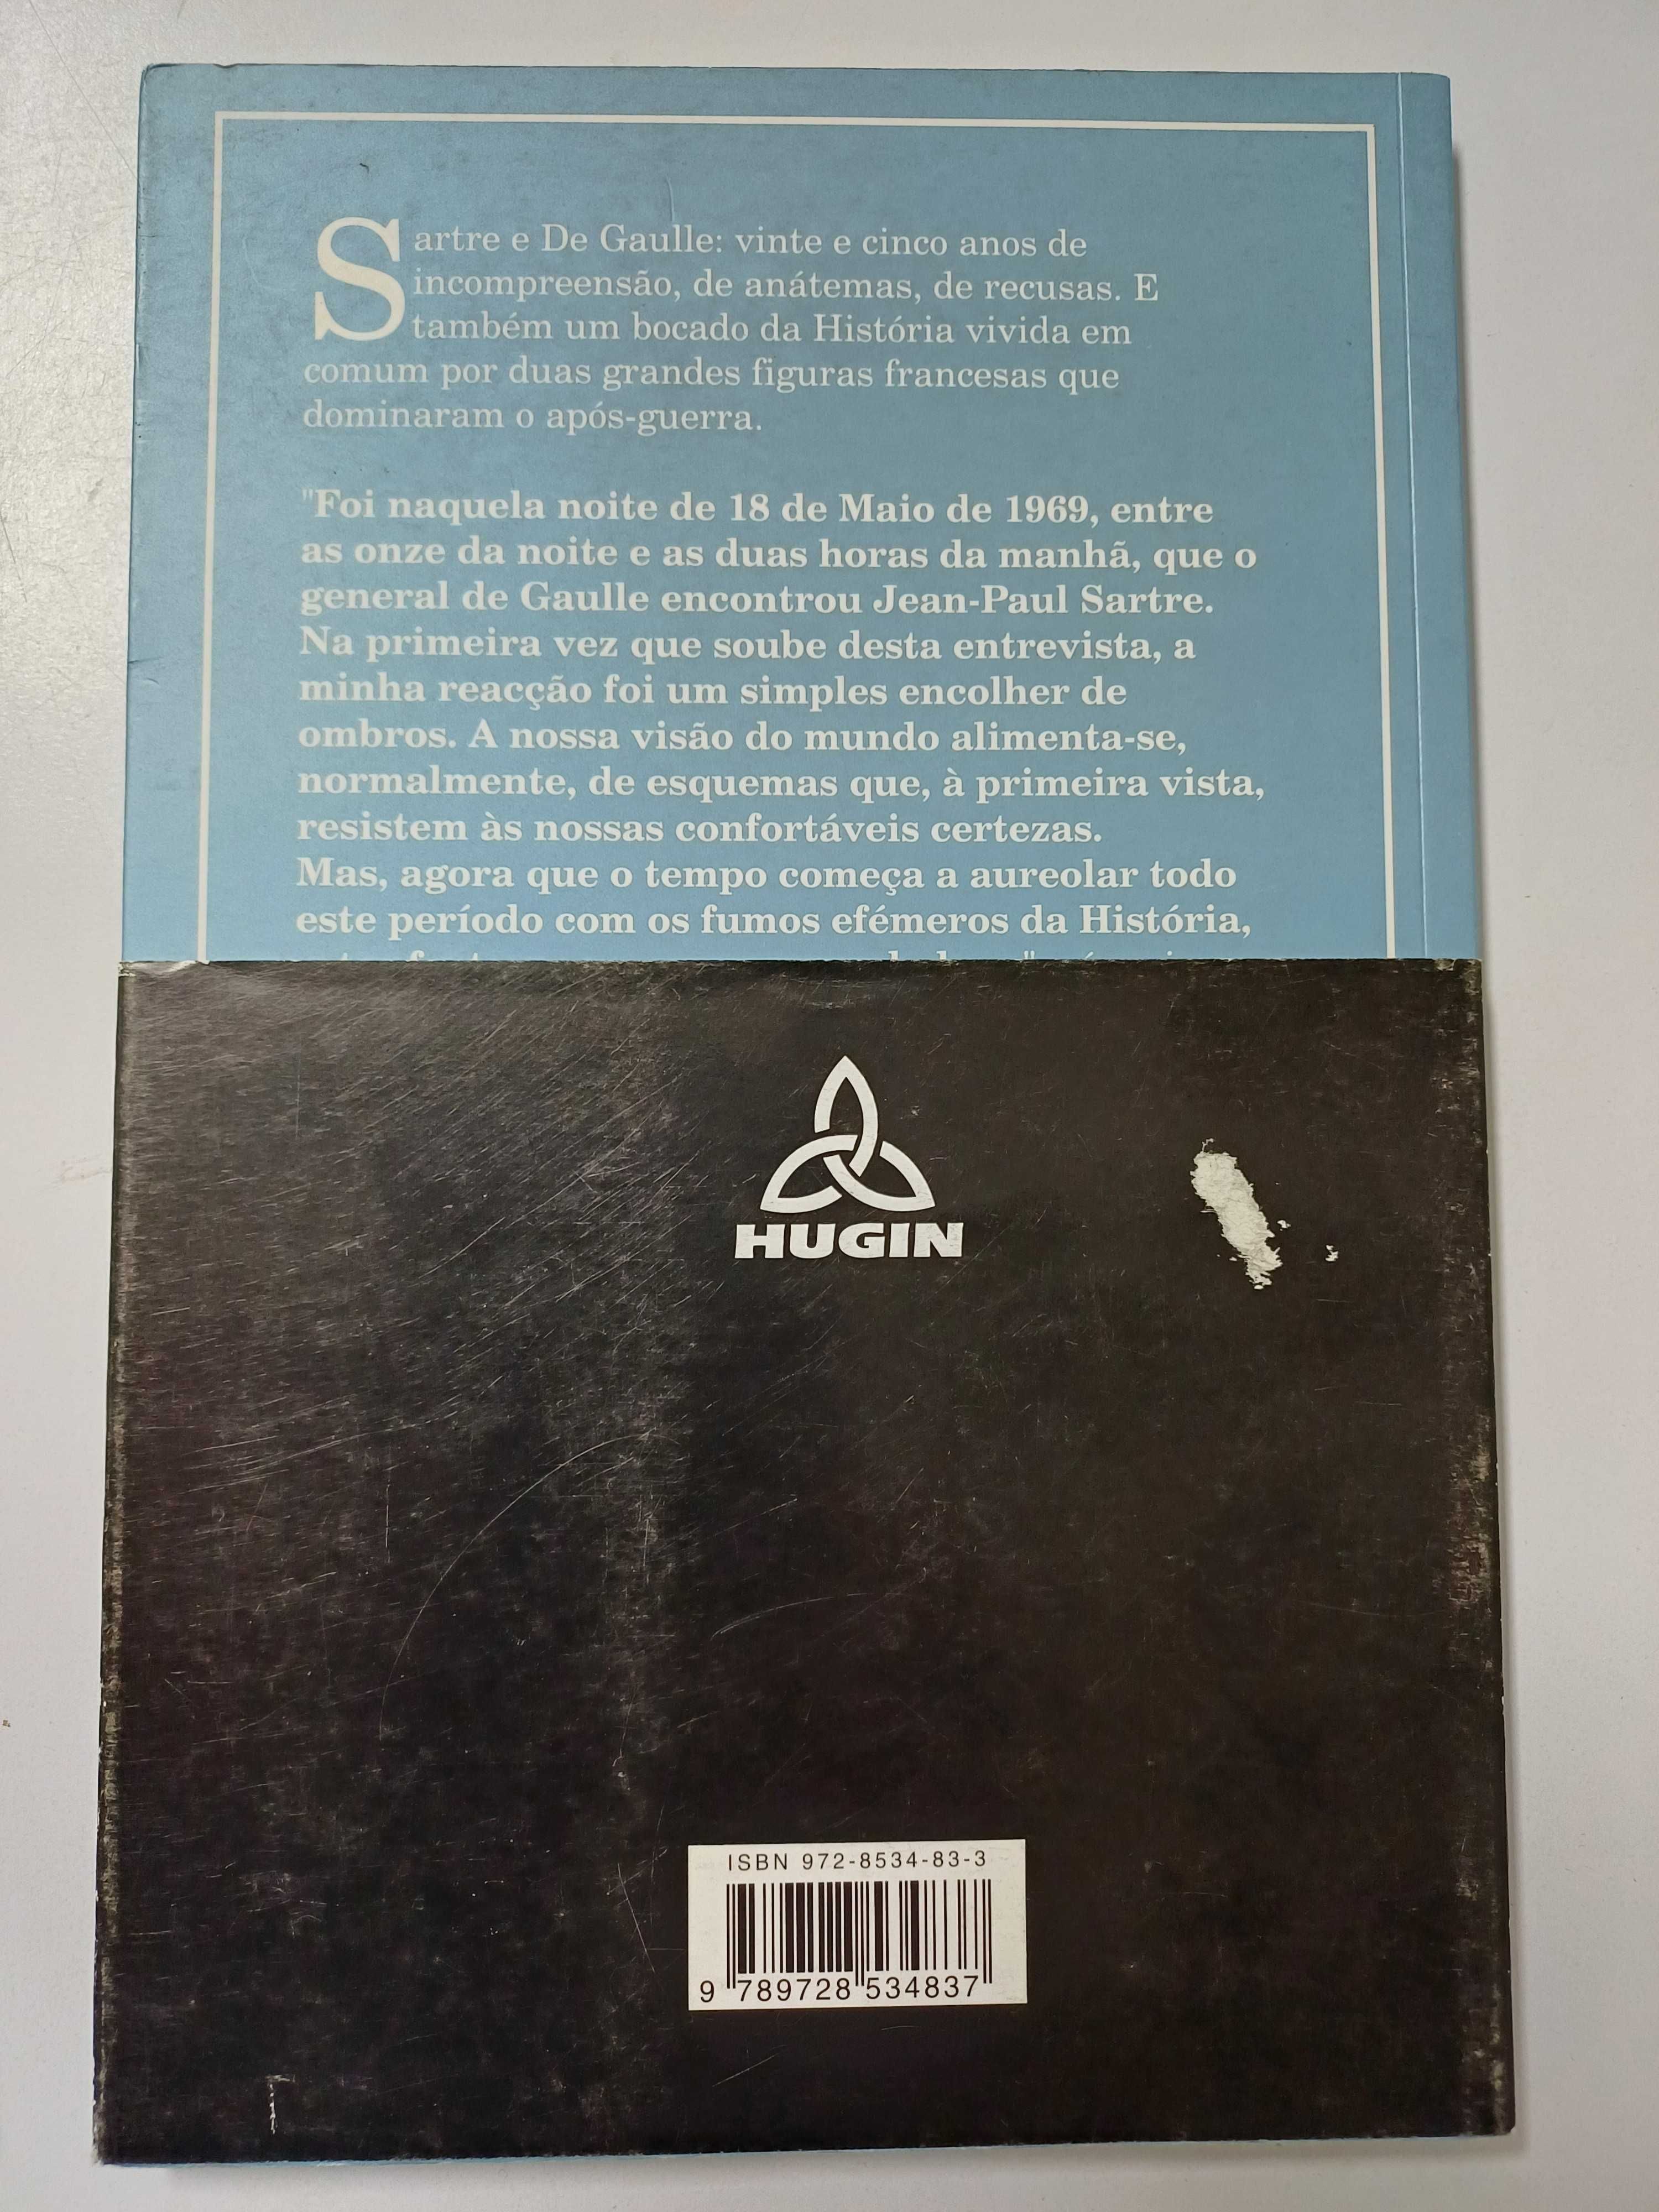 Sartre e De Gaulle: vinte e cinco anos de
incompreensão, de anátemas, de recusas. E
também um bocado da História vivida em
comum por duas grandes figuras francesas que
dominaram o após-guerra.
"Foi naquela noite de 18 de Maio de 1969, entre
as onze da noite e as duas horas da manhã, que o
general de Gaulle encontrou Jean-Paul Sartre.
Na primeira vez que soube desta entrevista, a
minha reacção foi um simples encolher de
ombros. A nossa visão do mundo alimenta-se,
normalmente, de esquemas que, à primeira vista,
resistem às nossas confortáveis certezas.
Mas, agora que o tempo começa a aureolar todo
este período com os fumos efémeros da História,
HUGIN
ISBN 972-8534-83-3
9 789728 534837